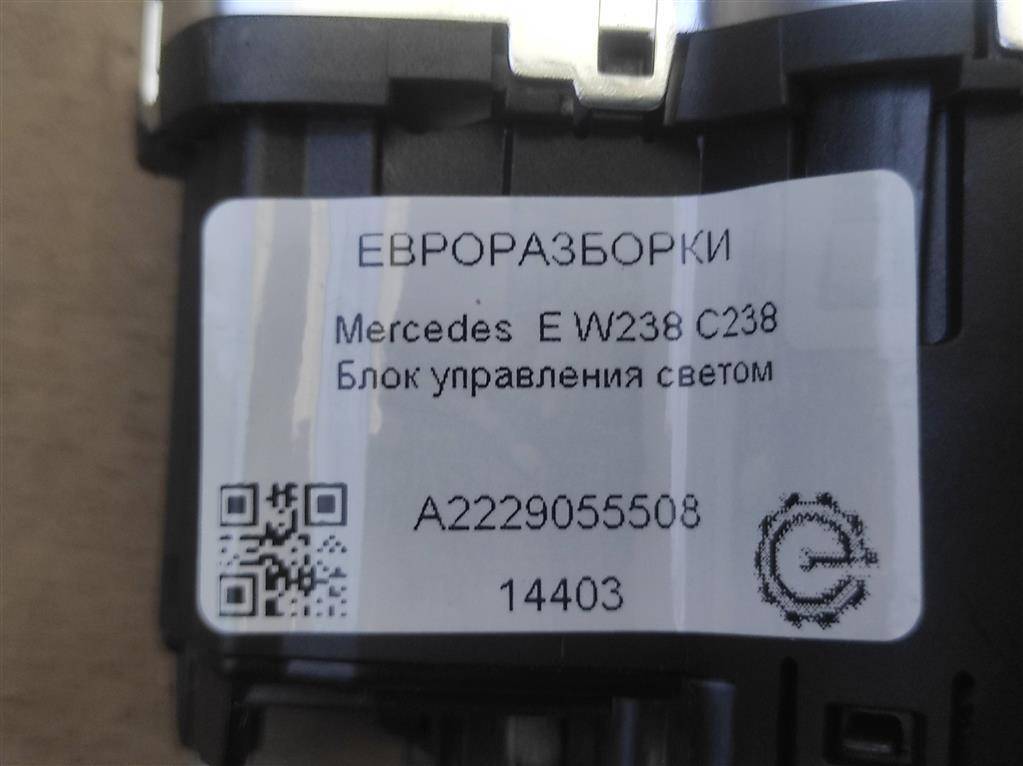 ЕВРОРАЗБОРКИ
Mercedes E W238 C238
Блок управления светом
A2229055508
14403